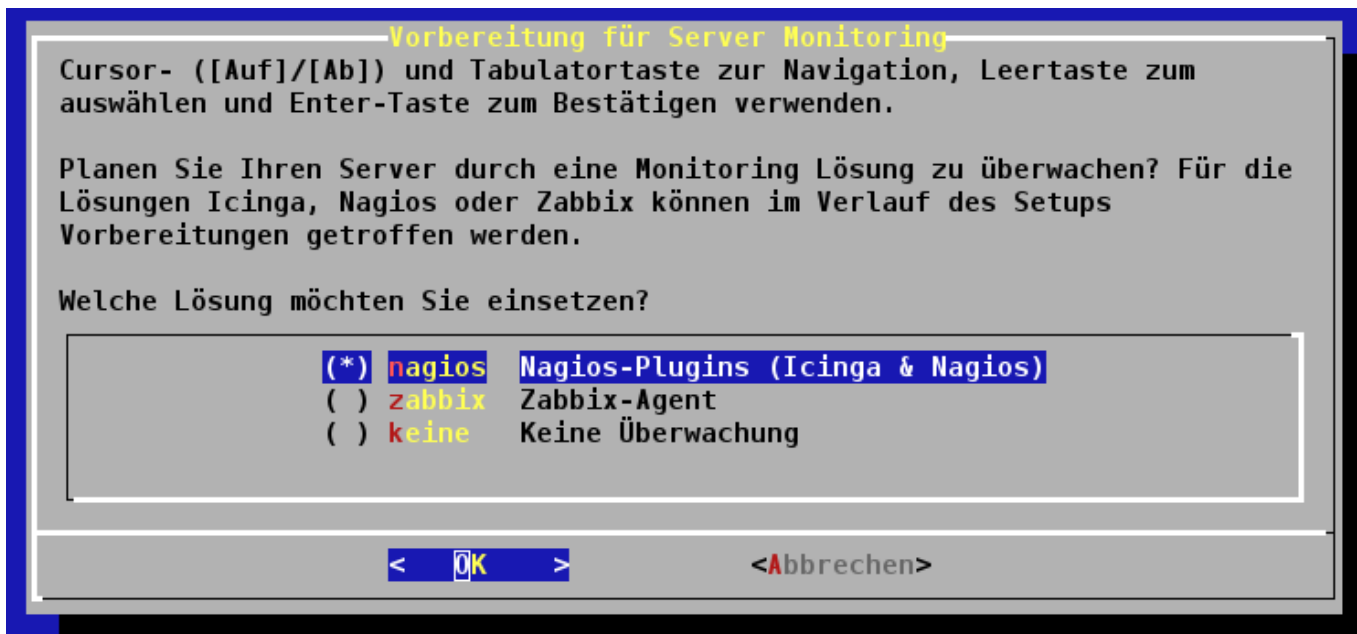 Vorbereitung für Server Monitoring
Cursor- ([Auf]/[Ab]) und Tabulatortaste zur Navigation, Leertaste zum
auswählen und Enter-Taste zum Bestätigen verwenden.
Planen Sie Ihren Server durch eine Monitoring Lösung zu überwachen? Für die
Lösungen Icinga, Nagios oder Zabbix können im Verlauf des Setups
Vorbereitungen getroffen werden.
Welche Lösung möchten Sie einsetzen?
(*) nagios Nagios-Plugins (Icinga & Nagios)
( ) zabbix Zabbix-Agent
( ) keine Keine Überwachung
< OK > <Abbrechen>